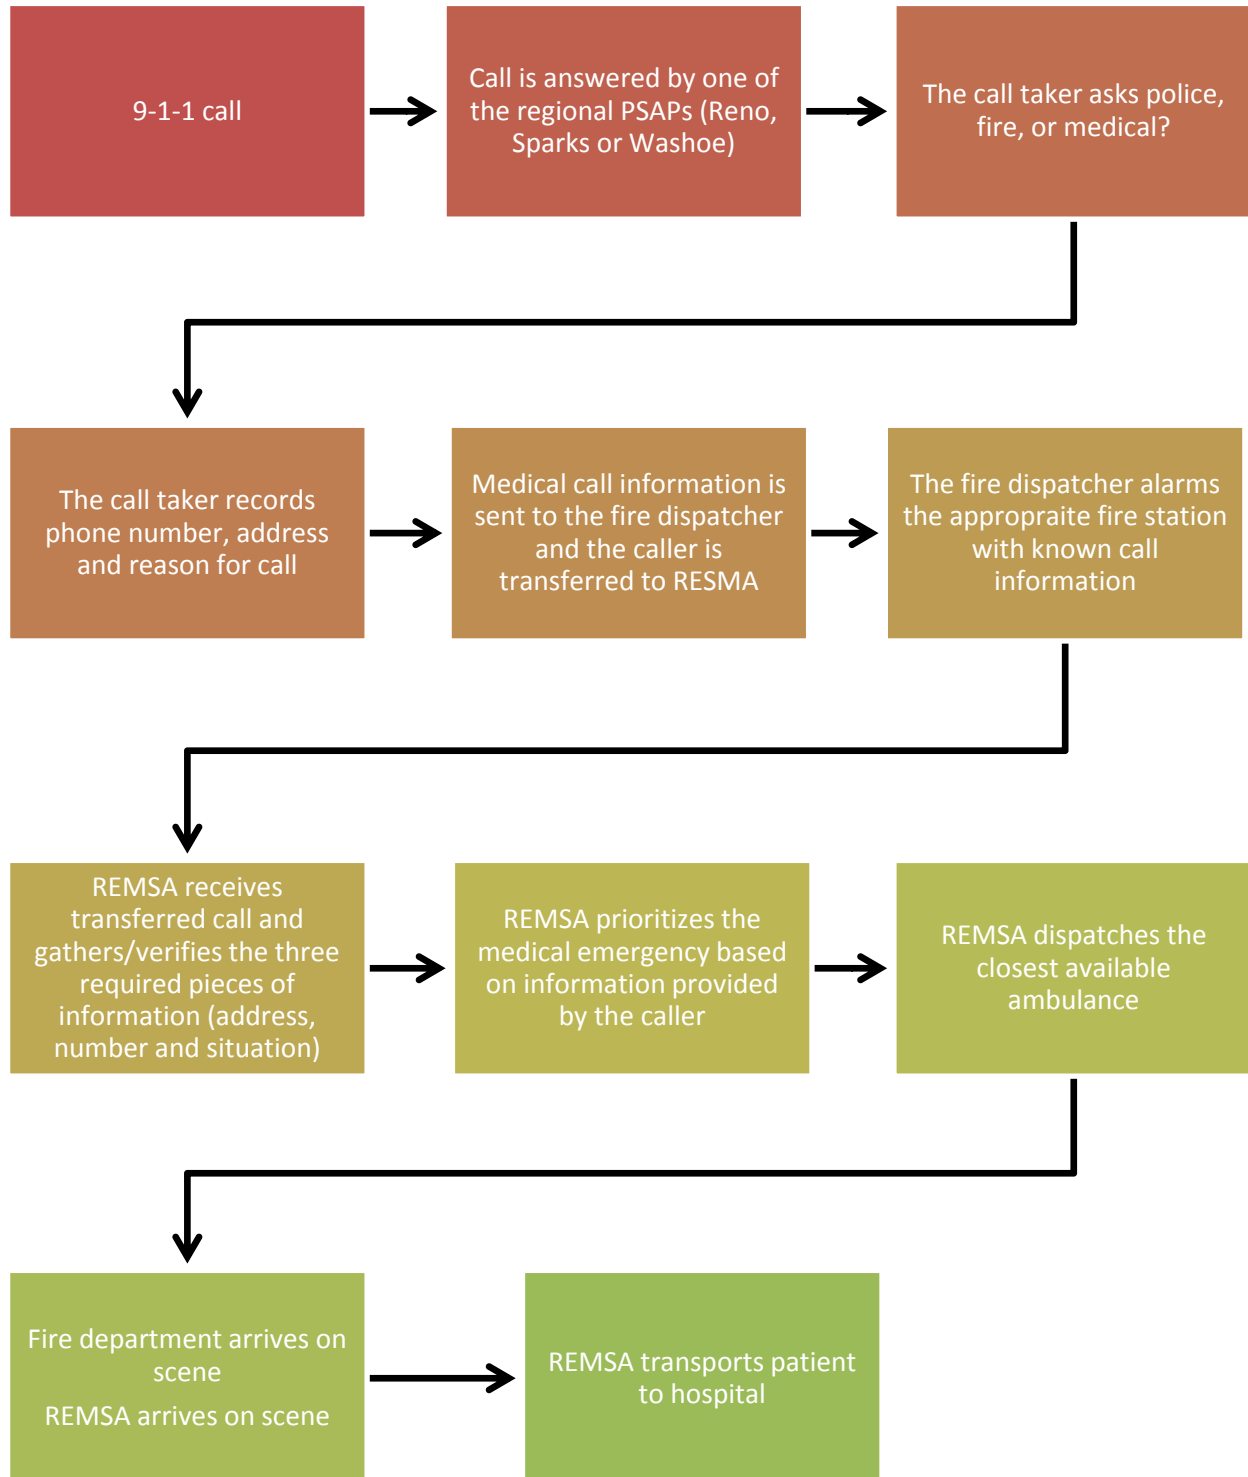 9-1-1 call
Call is answered by one of
the regional PSAPs (Reno,
Sparks or Washoe)
The call taker asks police,
fire, or medical?
The call taker records
phone number, address
and reason for call
Medical call information is
sent to the fire dispatcher
and the caller is
transferred to RESMA
The fire dispatcher alarms
the appropraite fire station
with known call
information
REMSA receives
transferred call and
gathers/verifies the three
required pieces of
information (address,
number and situation)
REMSA prioritizes the
medical emergency based
on information provided
by the caller
REMSA dispatches the
closest available
ambulance
Fire department arrives on
scene
REMSA arrives on scene
REMSA transports patient
to hospital